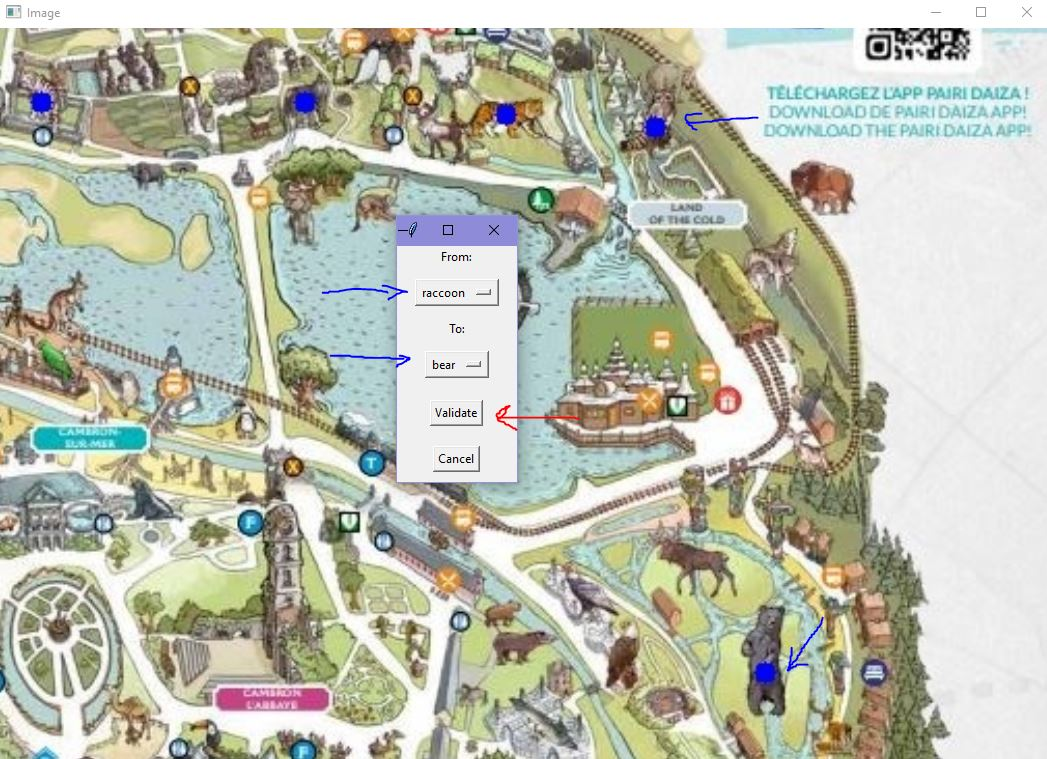 Image
TÉLÉCHARGEZ L'APP PAIRI DAIZA !
DOWNLOAD DE PAIRI DAIZA APP!
DOWNLOAD THE PAIRI DAIZA APP!
LAND
OF THE COLD
From:
raccoon
To:
bear
Validate
Cancel
CAMBRON-
SUR-MER
T
F
CAMBRON
L'ABBAYE
F